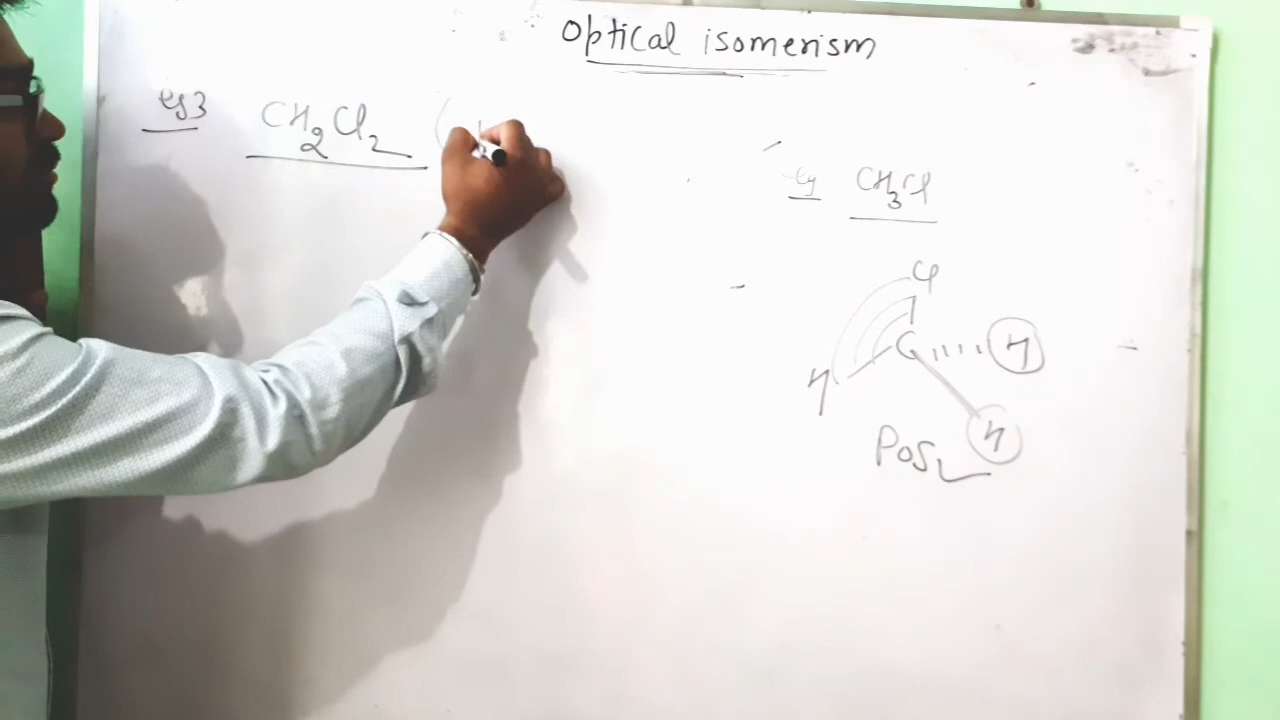 Optical isomerism
eg3 CH2Cl2 (
eg CH3Cl
Cl
C
H
H
H
POS